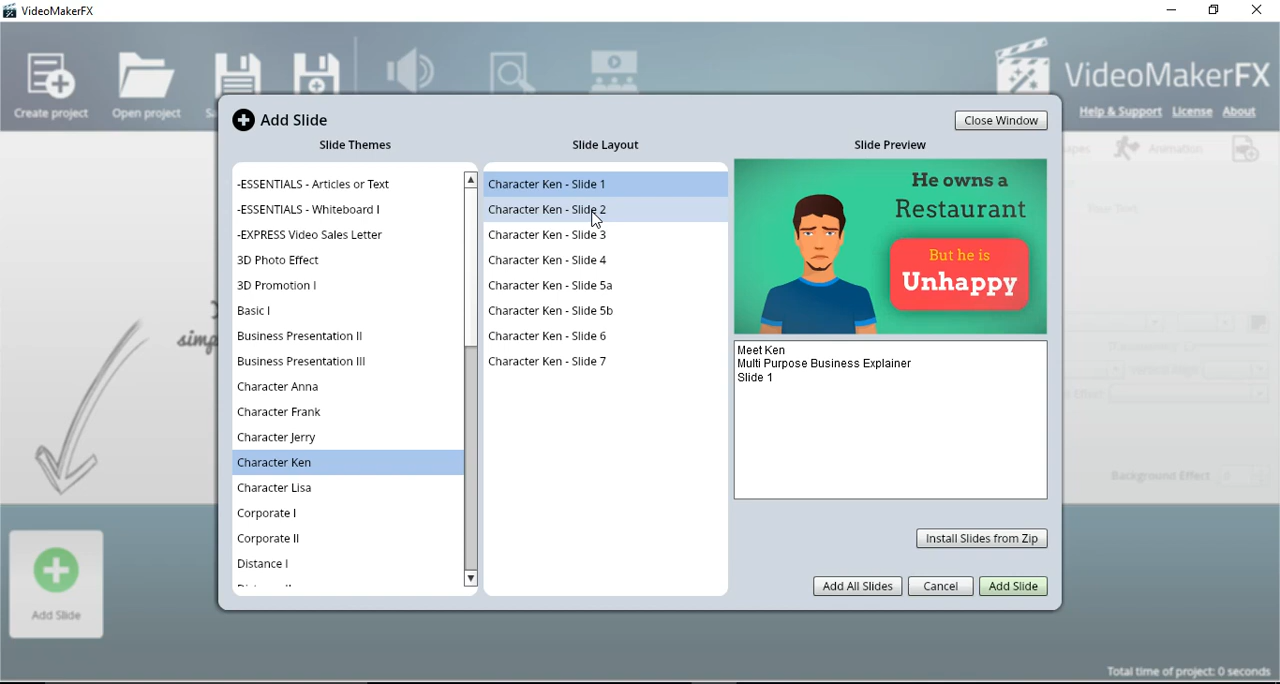 VideoMakerFX
Create project
Open project
VideoMakerFX
Help & Support License About
Animation
Add Slide
Close Window
Slide Themes
Slide Layout
Slide Preview
-ESSENTIALS - Articles or Text
-ESSENTIALS - Whiteboard I
-EXPRESS Video Sales Letter
3D Photo Effect
3D Promotion I
Basic I
Business Presentation II
Business Presentation III
Character Anna
Character Frank
Character Jerry
Character Ken
Character Lisa
Corporate I
Corporate II
Distance I
Character Ken - Slide 1
Character Ken - Slide 2
Character Ken - Slide 3
Character Ken - Slide 4
Character Ken - Slide 5a
Character Ken - Slide 5b
Character Ken - Slide 6
Character Ken - Slide 7
He owns a
Restaurant
But he is
Unhappy
Meet Ken
Multi Purpose Business Explainer
Slide 1
Background Effect
Install Slides from Zip
Add All Slides
Cancel
Add Slide
Add Slide
Total time of project: 0 seconds